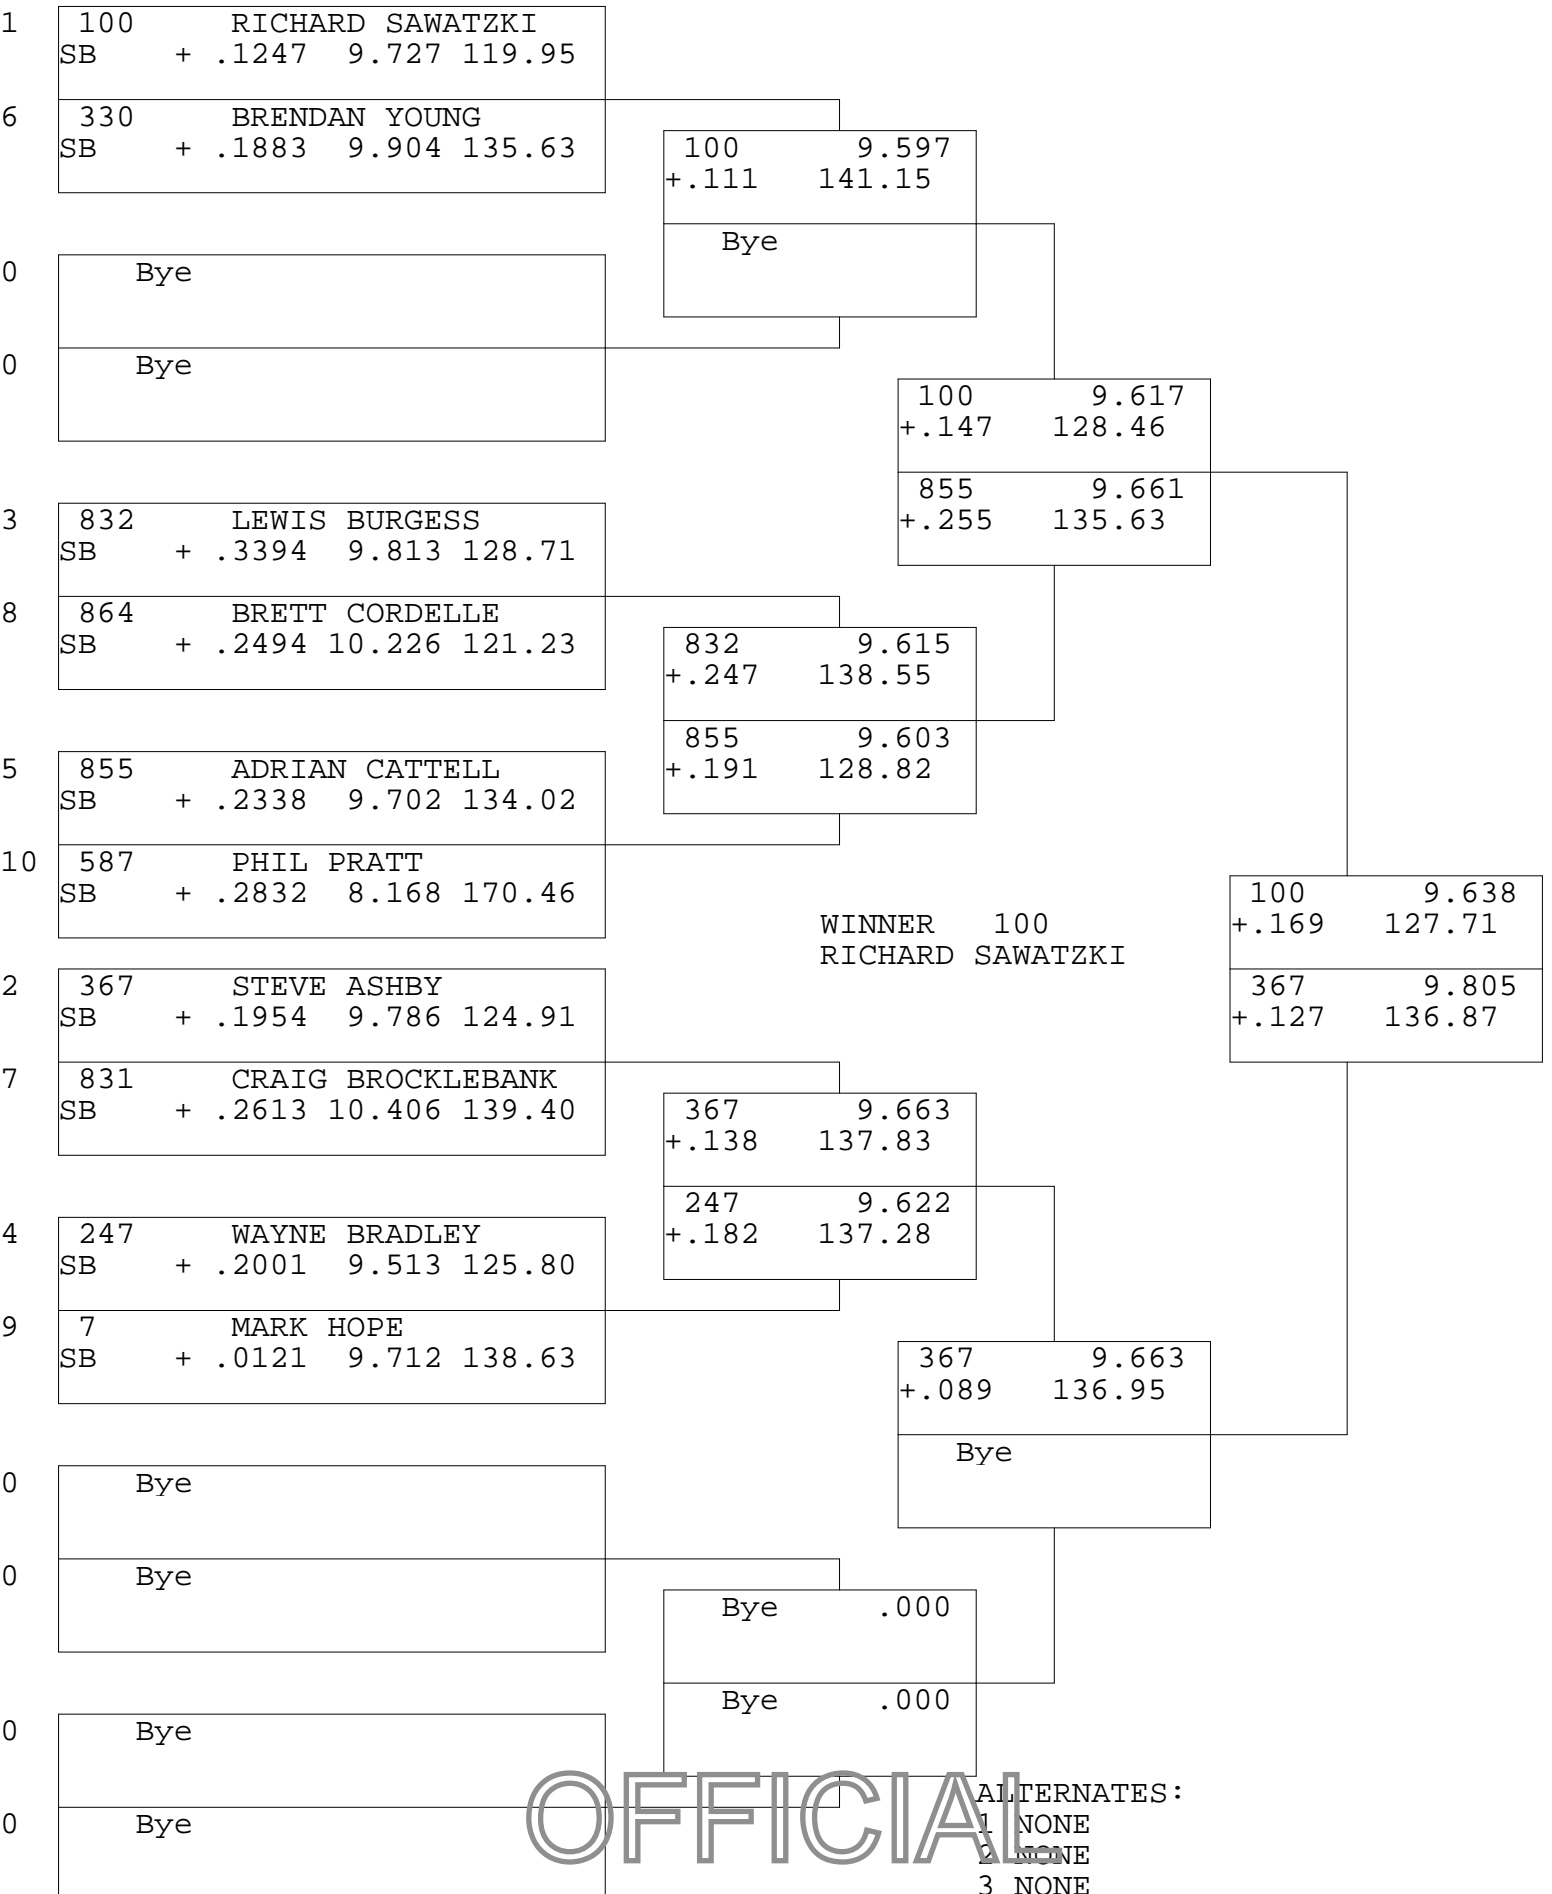 1 100 RICHARD SAWATZKI
SB + .1247 9.727 119.95
6 330 BRENDAN YOUNG
SB + .1883 9.904 135.63
100 9.597
+.111 141.15
Bye
0 Bye
0 Bye
100 9.617
+.147 128.46
855 9.661
+.255 135.63
3 832 LEWIS BURGESS
SB + .3394 9.813 128.71
8 864 BRETT CORDELLE
SB + .2494 10.226 121.23
832 9.615
+.247 138.55
855 9.603
+.191 128.82
5 855 ADRIAN CATTELL
SB + .2338 9.702 134.02
10 587 PHIL PRATT
SB + .2832 8.168 170.46
WINNER 100
RICHARD SAWATZKI
100 9.638
+.169 127.71
367 9.805
+.127 136.87
2 367 STEVE ASHBY
SB + .1954 9.786 124.91
7 831 CRAIG BROCKLEBANK
SB + .2613 10.406 139.40
367 9.663
+.138 137.83
247 9.622
+.182 137.28
4 247 WAYNE BRADLEY
SB + .2001 9.513 125.80
9 7 MARK HOPE
SB + .0121 9.712 138.63
367 9.663
+.089 136.95
Bye
0 Bye
0 Bye
Bye .000
Bye .000
0 Bye
0 Bye
OFFICIAL
ALTERNATES:
1 NONE
2 NONE
3 NONE